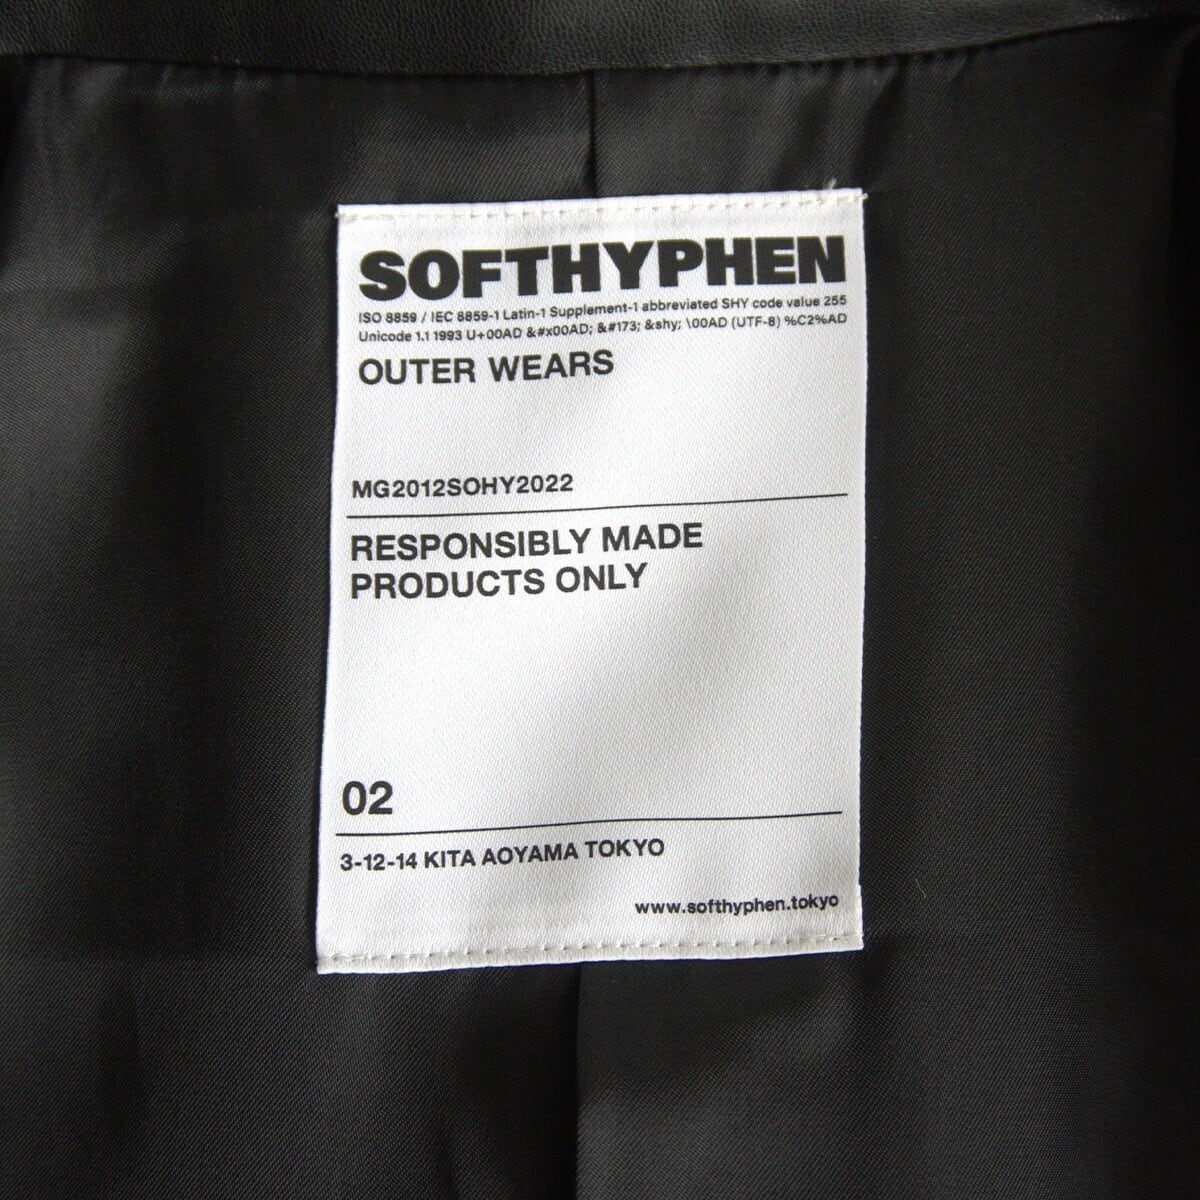 SOFTHYPHEN
ISO 8859 / IEC 8859-1 Latin-1 Supplement-1 abbreviated SHY code value 255
Unicode 1.1 1993 U+00AD &#x00AD; &#173; &shy; \00AD (UTF-8) %C2%AD
OUTER WEARS
MG2012SOHY2022
RESPONSIBLY MADE
PRODUCTS ONLY
02
3-12-14 KITA AOYAMA TOKYO
www.softhyphen.tokyo